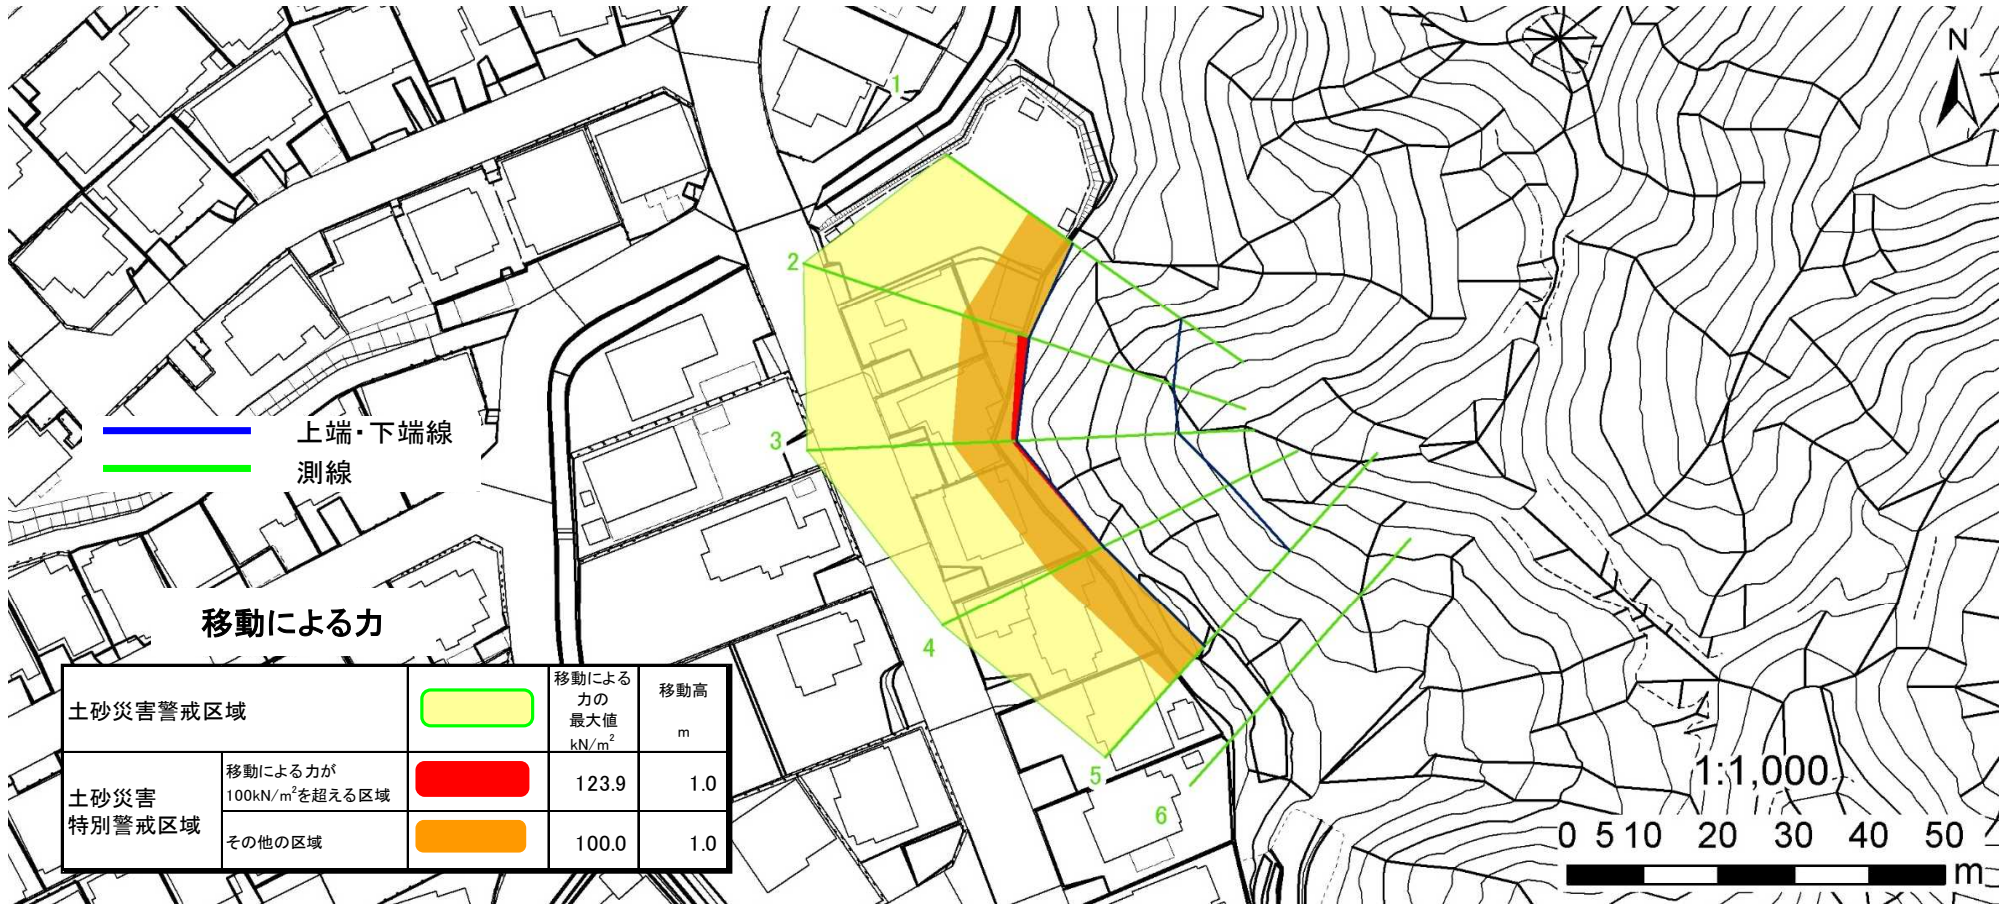 N
1
2
3
4
5
6
上端・下端線
測線
移動による力
土砂災害警戒区域
移動による
力の
最大値
kN/m²
移動高
m
土砂災害
特別警戒区域
移動による力が
100kN/m²を超える区域
123.9
1.0
その他の区域
100.0
1.0
1:1,000
0 5 10 20 30 40 50
m